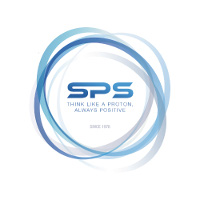 SPS
THINK LIKE A PROTON,
ALWAYS POSITIVE.